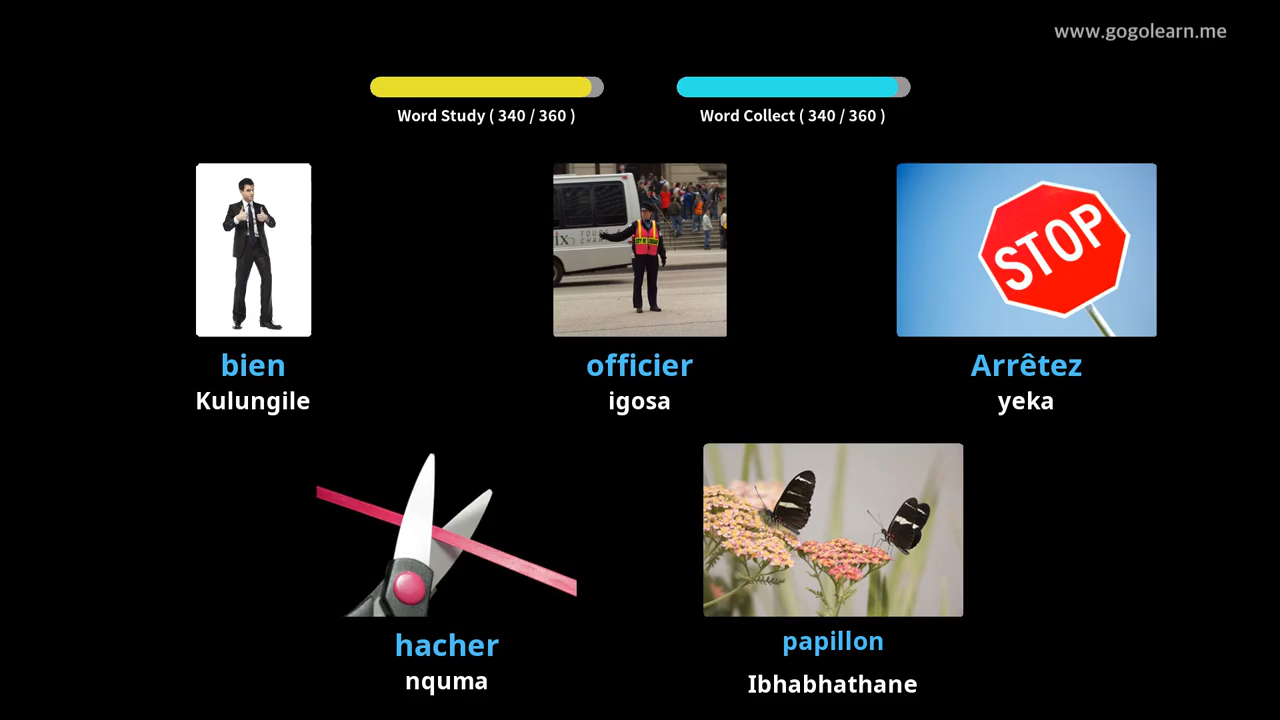 www.gogolearn.me
Word Study ( 340 / 360 )
Word Collect ( 340 / 360 )
STOP
bien
officier
Arrêtez
Kulungile
igosa
yeka
hacher
papillon
nquma
Ibhabhathane